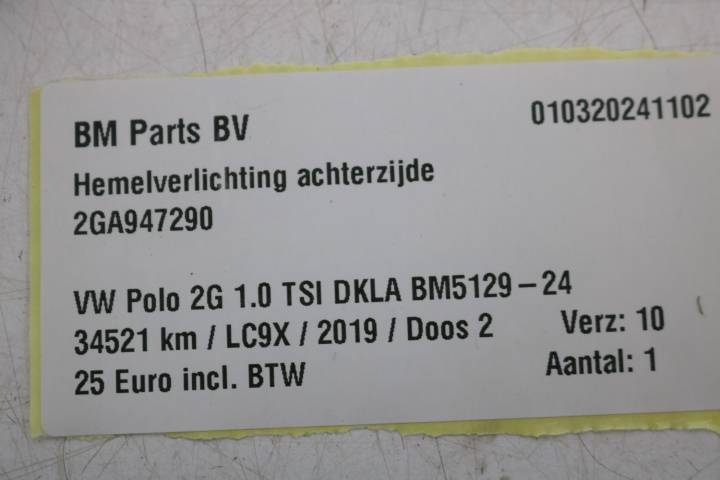 BM Parts BV 010320241102
Hemelverlichting achterzijde
2GA947290
VW Polo 2G 1.0 TSI DKLA BM5129-24
34521 km / LC9X / 2019 / Doos 2 Verz: 10
25 Euro incl. BTW Aantal: 1